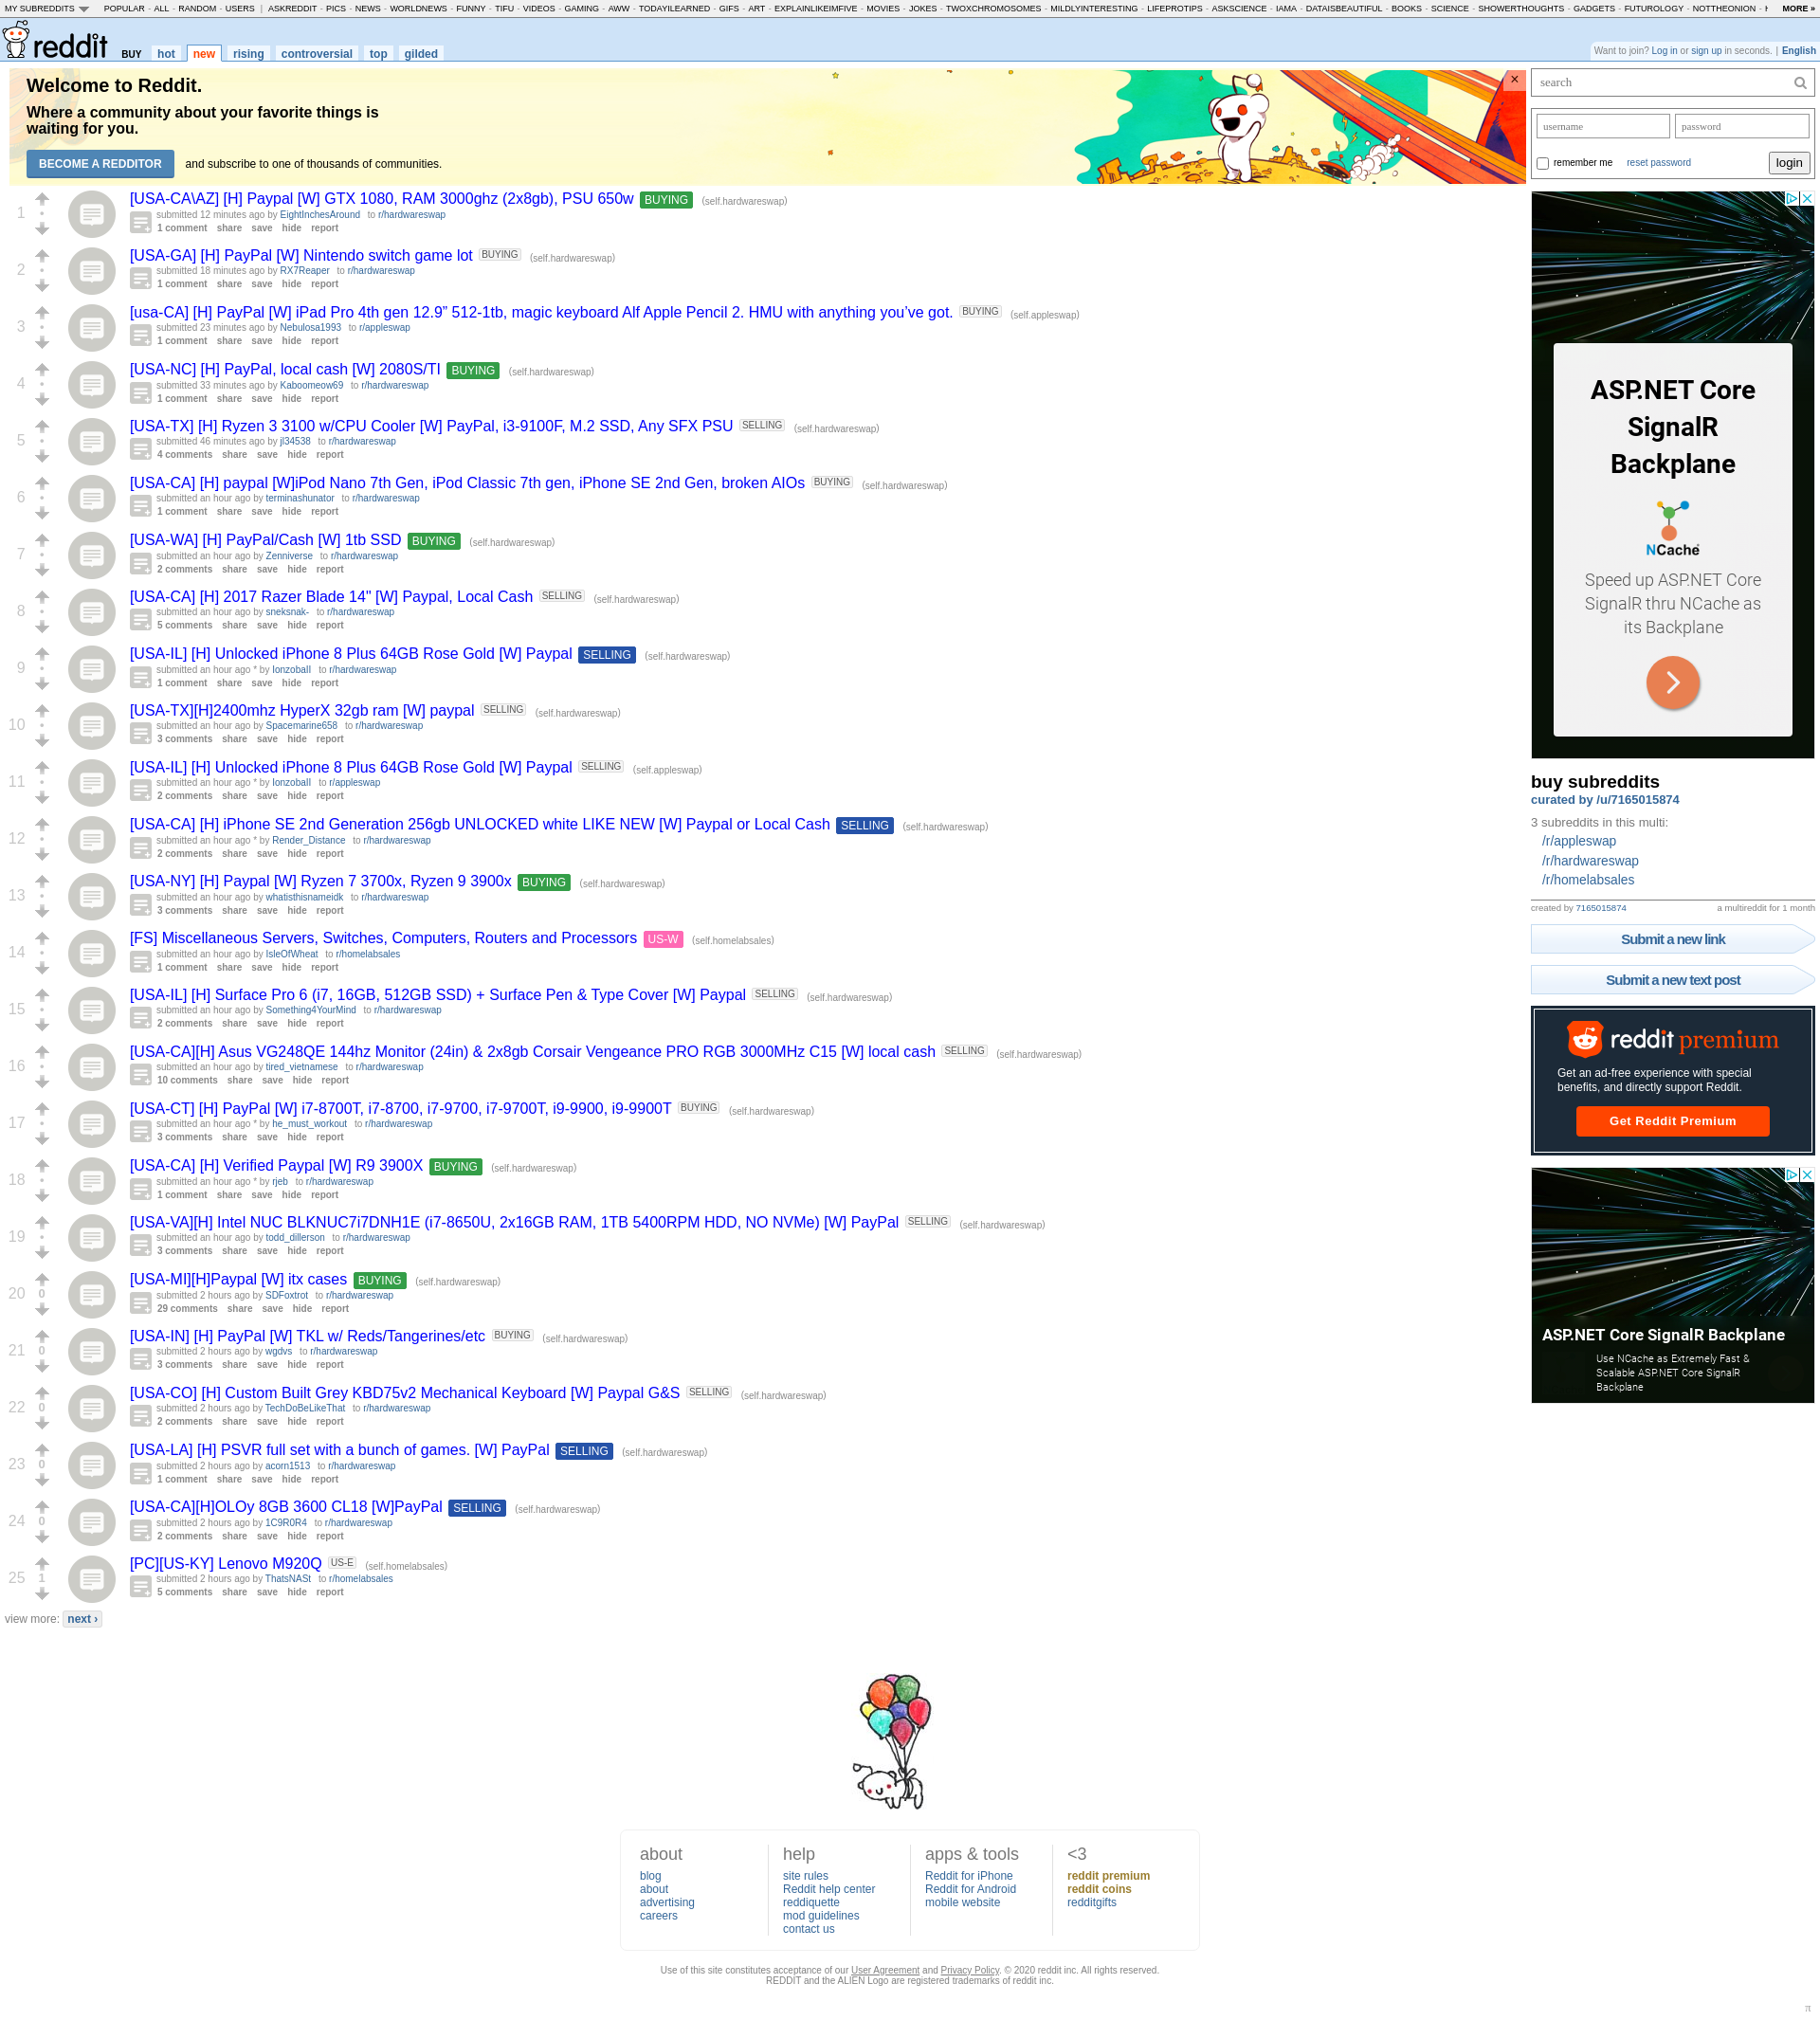 MY SUBREDDITS POPULAR - ALL - RANDOM - USERS | ASKREDDIT - PICS - NEWS - WORLDNEWS - FUNNY - TIFU - VIDEOS - GAMING - AWW - TODAYILEARNED - GIFS - ART - EXPLAINLIKEIMFIVE - MOVIES - JOKES - TWOXCHROMOSOMES - MILDLYINTERESTING - LIFEPROTIPS - ASKSCIENCE - IAMA - DATAISBEAUTIFUL - BOOKS - SCIENCE - SHOWERTHOUGHTS - GADGETS - FUTUROLOGY - NOTTHEONION - MORE »
reddit BUY hot new rising controversial top gilded
Want to join? Log in or sign up in seconds. | English
Welcome to Reddit.
Where a community about your favorite things is
waiting for you.
BECOME A REDDITOR and subscribe to one of thousands of communities.
×
1
[USA-CA\AZ] [H] Paypal [W] GTX 1080, RAM 3000ghz (2x8gb), PSU 650w BUYING (self.hardwareswap)
submitted 12 minutes ago by EightInchesAround to r/hardwareswap
1 comment share save hide report
2
[USA-GA] [H] PayPal [W] Nintendo switch game lot BUYING (self.hardwareswap)
submitted 18 minutes ago by RX7Reaper to r/hardwareswap
1 comment share save hide report
3
[usa-CA] [H] PayPal [W] iPad Pro 4th gen 12.9” 512-1tb, magic keyboard Alf Apple Pencil 2. HMU with anything you’ve got. BUYING (self.appleswap)
submitted 23 minutes ago by Nebulosa1993 to r/appleswap
1 comment share save hide report
4
[USA-NC] [H] PayPal, local cash [W] 2080S/TI BUYING (self.hardwareswap)
submitted 33 minutes ago by Kaboomeow69 to r/hardwareswap
1 comment share save hide report
5
[USA-TX] [H] Ryzen 3 3100 w/CPU Cooler [W] PayPal, i3-9100F, M.2 SSD, Any SFX PSU SELLING (self.hardwareswap)
submitted 46 minutes ago by jl34538 to r/hardwareswap
4 comments share save hide report
6
[USA-CA] [H] paypal [W]iPod Nano 7th Gen, iPod Classic 7th gen, iPhone SE 2nd Gen, broken AIOs BUYING (self.hardwareswap)
submitted an hour ago by terminashunator to r/hardwareswap
1 comment share save hide report
7
[USA-WA] [H] PayPal/Cash [W] 1tb SSD BUYING (self.hardwareswap)
submitted an hour ago by Zenniverse to r/hardwareswap
2 comments share save hide report
8
[USA-CA] [H] 2017 Razer Blade 14" [W] Paypal, Local Cash SELLING (self.hardwareswap)
submitted an hour ago by sneksnak- to r/hardwareswap
5 comments share save hide report
9
[USA-IL] [H] Unlocked iPhone 8 Plus 64GB Rose Gold [W] Paypal SELLING (self.hardwareswap)
submitted an hour ago * by lonzoball to r/hardwareswap
1 comment share save hide report
10
[USA-TX][H]2400mhz HyperX 32gb ram [W] paypal SELLING (self.hardwareswap)
submitted an hour ago by Spacemarine658 to r/hardwareswap
3 comments share save hide report
11
[USA-IL] [H] Unlocked iPhone 8 Plus 64GB Rose Gold [W] Paypal SELLING (self.appleswap)
submitted an hour ago * by lonzoball to r/appleswap
2 comments share save hide report
12
[USA-CA] [H] iPhone SE 2nd Generation 256gb UNLOCKED white LIKE NEW [W] Paypal or Local Cash SELLING (self.hardwareswap)
submitted an hour ago * by Render_Distance to r/hardwareswap
2 comments share save hide report
13
[USA-NY] [H] Paypal [W] Ryzen 7 3700x, Ryzen 9 3900x BUYING (self.hardwareswap)
submitted an hour ago by whatisthisnameidk to r/hardwareswap
3 comments share save hide report
14
[FS] Miscellaneous Servers, Switches, Computers, Routers and Processors US-W (self.homelabsales)
submitted an hour ago by IsleOfWheat to r/homelabsales
1 comment share save hide report
15
[USA-IL] [H] Surface Pro 6 (i7, 16GB, 512GB SSD) + Surface Pen & Type Cover [W] Paypal SELLING (self.hardwareswap)
submitted an hour ago by Something4YourMind to r/hardwareswap
2 comments share save hide report
16
[USA-CA][H] Asus VG248QE 144hz Monitor (24in) & 2x8gb Corsair Vengeance PRO RGB 3000MHz C15 [W] local cash SELLING (self.hardwareswap)
submitted an hour ago by tired_vietnamese to r/hardwareswap
10 comments share save hide report
17
[USA-CT] [H] PayPal [W] i7-8700T, i7-8700, i7-9700, i7-9700T, i9-9900, i9-9900T BUYING (self.hardwareswap)
submitted an hour ago * by he_must_workout to r/hardwareswap
3 comments share save hide report
18
[USA-CA] [H] Verified Paypal [W] R9 3900X BUYING (self.hardwareswap)
submitted an hour ago * by rjeb to r/hardwareswap
1 comment share save hide report
19
[USA-VA][H] Intel NUC BLKNUC7i7DNH1E (i7-8650U, 2x16GB RAM, 1TB 5400RPM HDD, NO NVMe) [W] PayPal SELLING (self.hardwareswap)
submitted an hour ago by todd_dillerson to r/hardwareswap
3 comments share save hide report
20 0
[USA-MI][H]Paypal [W] itx cases BUYING (self.hardwareswap)
submitted 2 hours ago by SDFoxtrot to r/hardwareswap
29 comments share save hide report
21 0
[USA-IN] [H] PayPal [W] TKL w/ Reds/Tangerines/etc BUYING (self.hardwareswap)
submitted 2 hours ago by wgdvs to r/hardwareswap
3 comments share save hide report
22 0
[USA-CO] [H] Custom Built Grey KBD75v2 Mechanical Keyboard [W] Paypal G&S SELLING (self.hardwareswap)
submitted 2 hours ago by TechDoBeLikeThat to r/hardwareswap
2 comments share save hide report
23 0
[USA-LA] [H] PSVR full set with a bunch of games. [W] PayPal SELLING (self.hardwareswap)
submitted 2 hours ago by acorn1513 to r/hardwareswap
1 comment share save hide report
24 0
[USA-CA][H]OLOy 8GB 3600 CL18 [W]PayPal SELLING (self.hardwareswap)
submitted 2 hours ago by 1C9R0R4 to r/hardwareswap
2 comments share save hide report
25 1
[PC][US-KY] Lenovo M920Q US-E (self.homelabsales)
submitted 2 hours ago by ThatsNASt to r/homelabsales
5 comments share save hide report
view more: next ›
search
username password
remember me reset password login
ASP.NET Core
SignalR
Backplane
NCache
Speed up ASP.NET Core
SignalR thru NCache as
its Backplane
buy subreddits
curated by /u/7165015874
3 subreddits in this multi:
/r/appleswap
/r/hardwareswap
/r/homelabsales
created by 7165015874 a multireddit for 1 month
Submit a new link
Submit a new text post
reddit premium
Get an ad-free experience with special
benefits, and directly support Reddit.
Get Reddit Premium
ASP.NET Core SignalR Backplane
Use NCache as Extremely Fast &
Scalable ASP.NET Core SignalR
Backplane
about
blog
about
advertising
careers
help
site rules
Reddit help center
reddiquette
mod guidelines
contact us
apps & tools
Reddit for iPhone
Reddit for Android
mobile website
<3
reddit premium
reddit coins
redditgifts
Use of this site constitutes acceptance of our User Agreement and Privacy Policy. © 2020 reddit inc. All rights reserved.
REDDIT and the ALIEN Logo are registered trademarks of reddit inc.
π